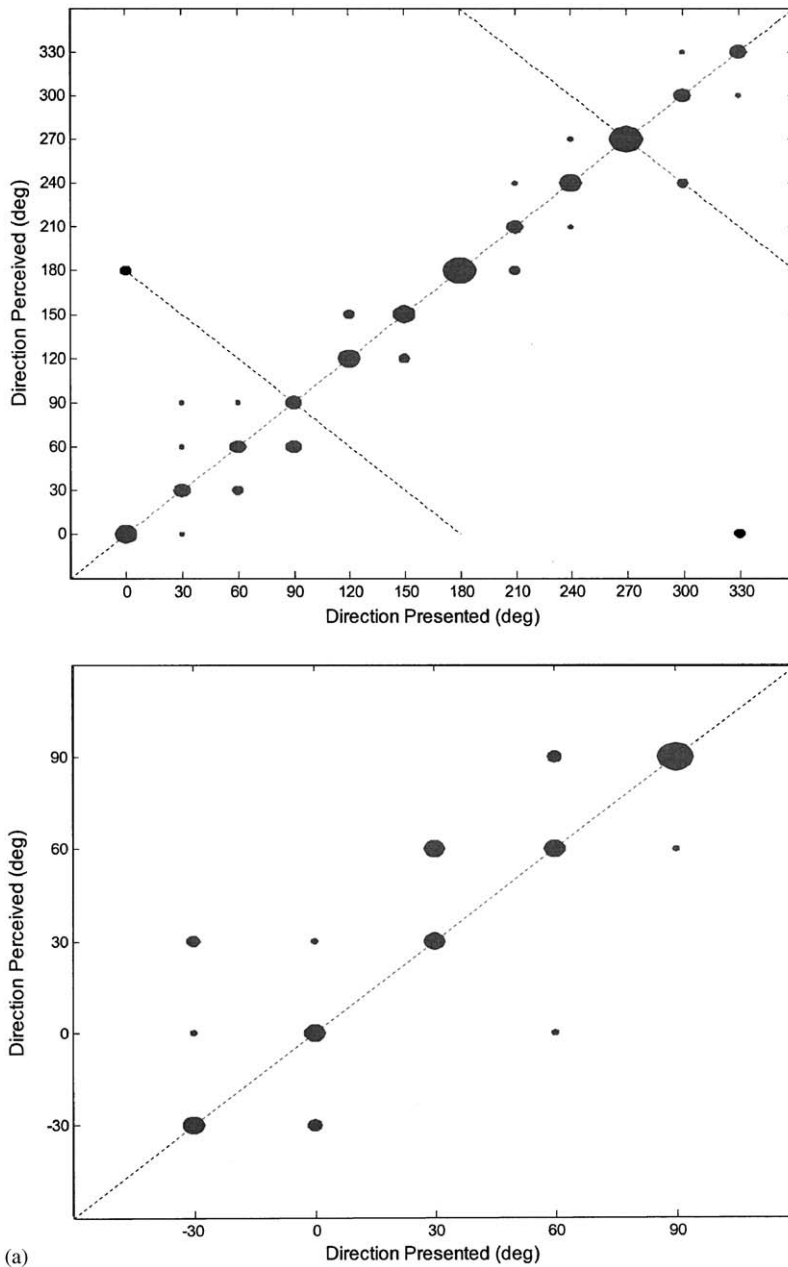 330
300
270
240
210
180
150
120
90
60
30
0
Direction Perceived (deg)
0 30 60 90 120 150 180 210 240 270 300 330
Direction Presented (deg)
90
60
30
0
-30
Direction Perceived (deg)
-30 0 30 60 90
(a)
Direction Presented (deg)